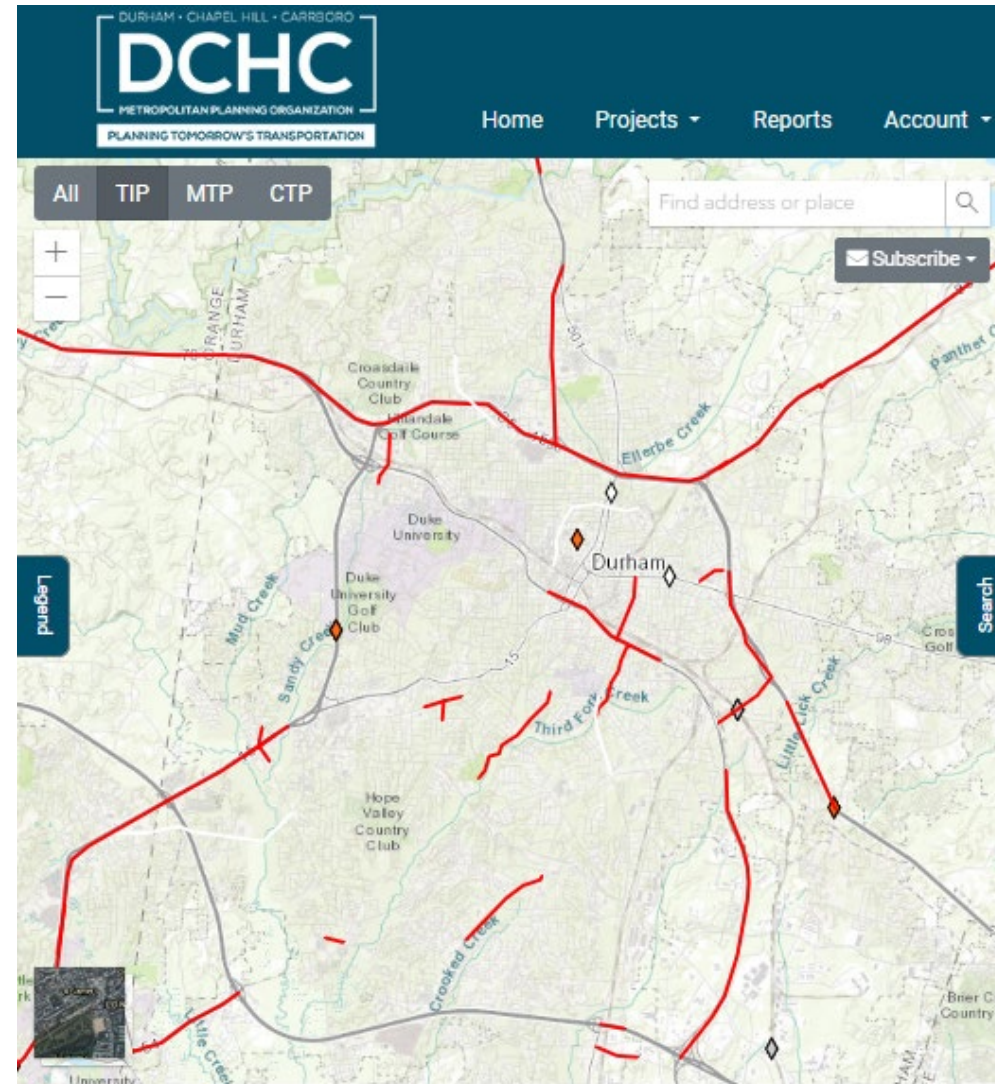 DURHAM • CHAPEL HILL • CARRBORO
DCHC
METROPOLITAN PLANNING ORGANIZATION
PLANNING TOMORROW'S TRANSPORTATION
Home Projects Reports Account
All TIP MTP CTP
Find address or place
+
Subscribe
−
ORANGE
DURHAM
501
Panther
Croasdaile
Country
Club
Hillandale
Golf Course
Ellerbe Creek
Duke
University
Durham
Legend
Search
Mud Creek
Duke
University
Golf
Club
Sandy Creek
98
Golf
15
Third Fork Creek
Little Lick Creek
Hope
Valley
Country
Club
Crooked Creek
Little Creek
Brier C
Country
University